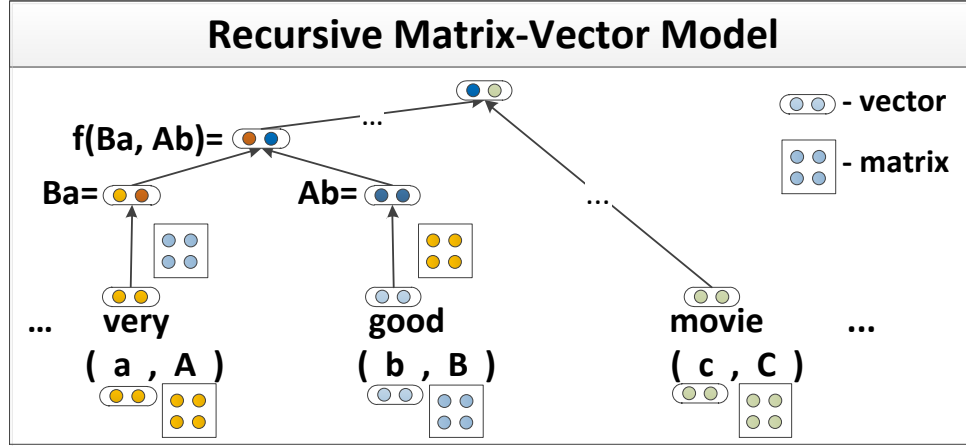 Recursive Matrix-Vector Model
- vector
...
f(Ba, Ab)=
- matrix
Ba=
Ab=
...
... very good movie ...
( a , A ) ( b , B ) ( c , C )